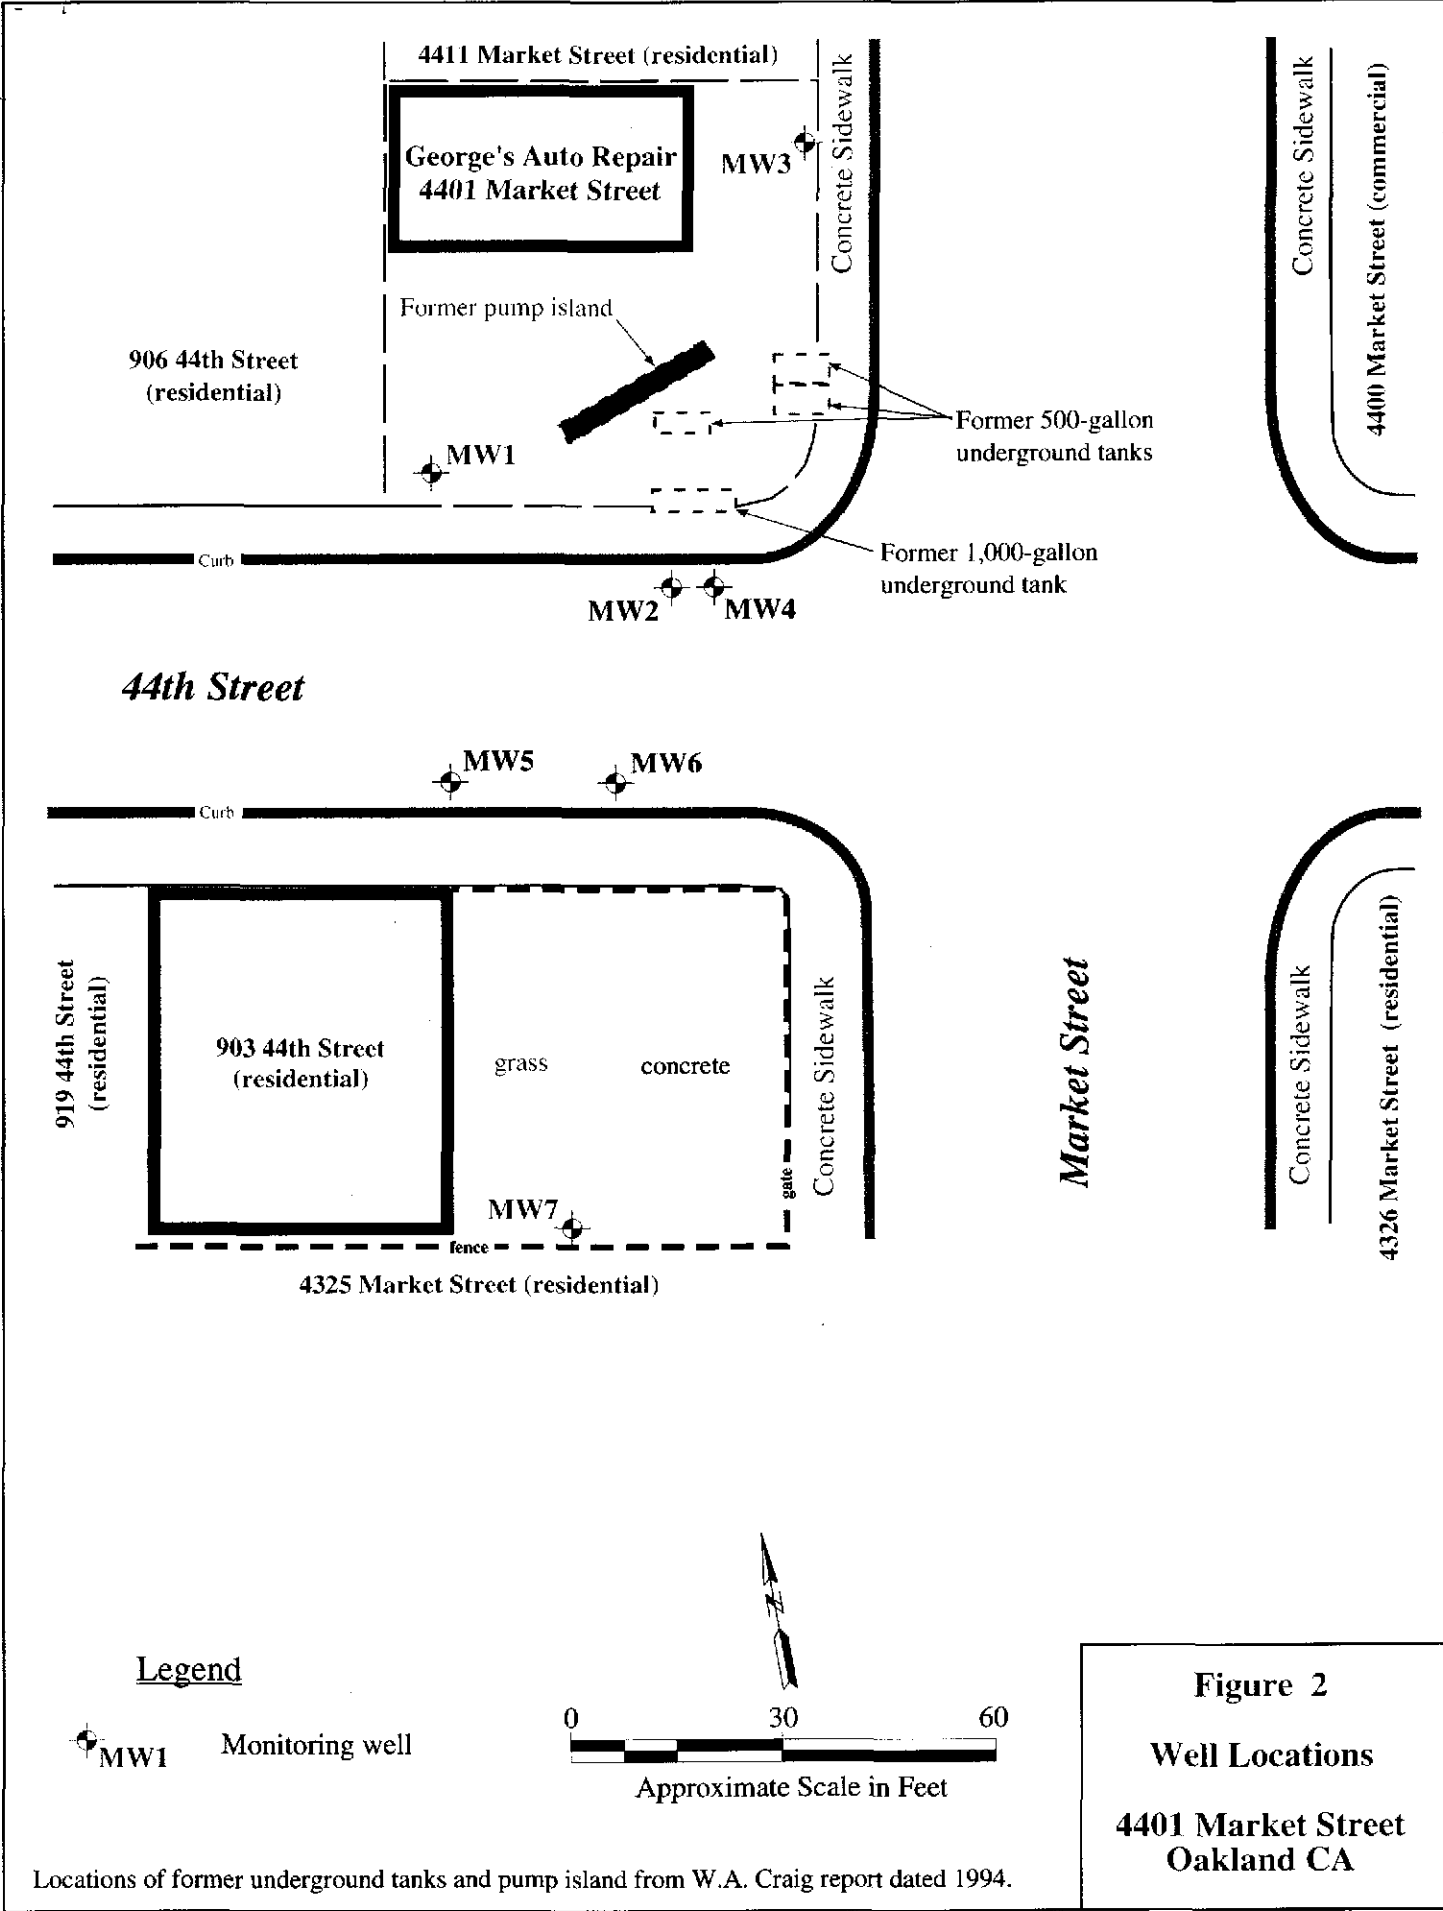 4411 Market Street (residential)
George's Auto Repair
4401 Market Street
MW3
Concrete Sidewalk
Concrete Sidewalk
4400 Market Street (commercial)
Former pump island
906 44th Street
(residential)
Former 500-gallon
underground tanks
MW1
Curb
Former 1,000-gallon
underground tank
MW2
MW4
44th Street
MW5
MW6
Curb
919 44th Street
(residential)
903 44th Street
(residential)
grass
concrete
gate
Concrete Sidewalk
Market Street
Concrete Sidewalk
4326 Market Street (residential)
MW7
fence
4325 Market Street (residential)
N
Legend
MW1
Monitoring well
0 30 60
Approximate Scale in Feet
Figure 2
Well Locations
4401 Market Street
Oakland CA
Locations of former underground tanks and pump island from W.A. Craig report dated 1994.